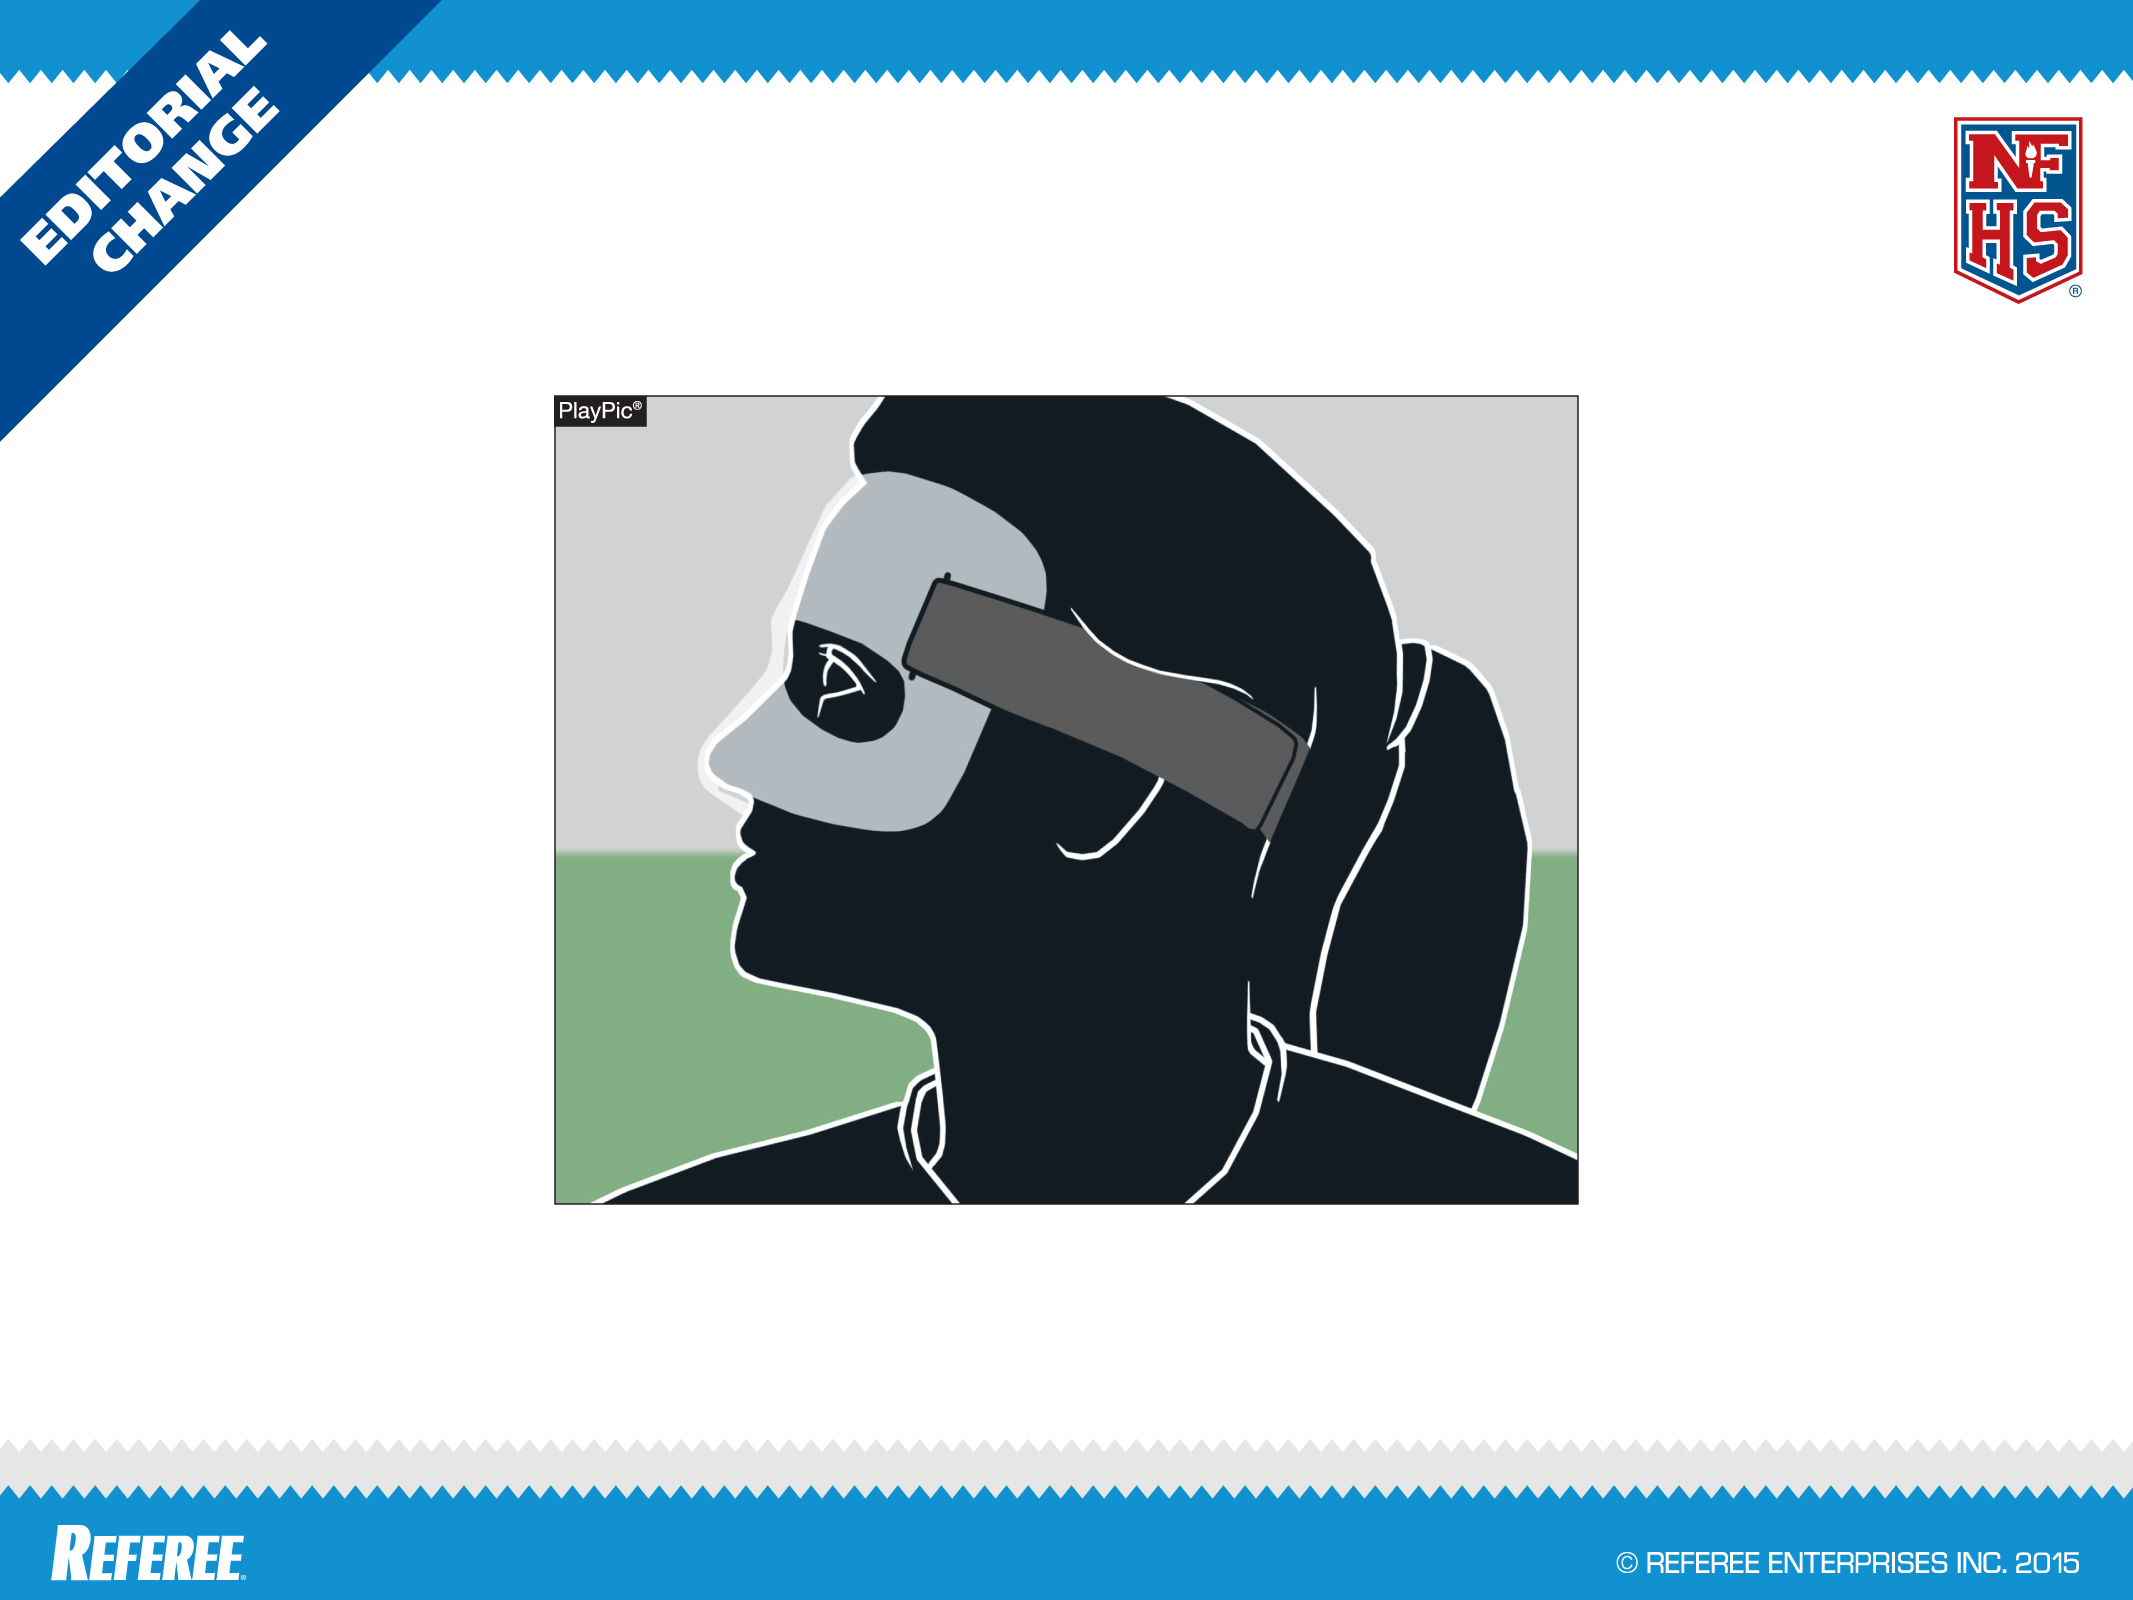 EDITORIAL
CHANGE
NFHS®
PlayPic®
REFEREE®
© REFEREE ENTERPRISES INC. 2015